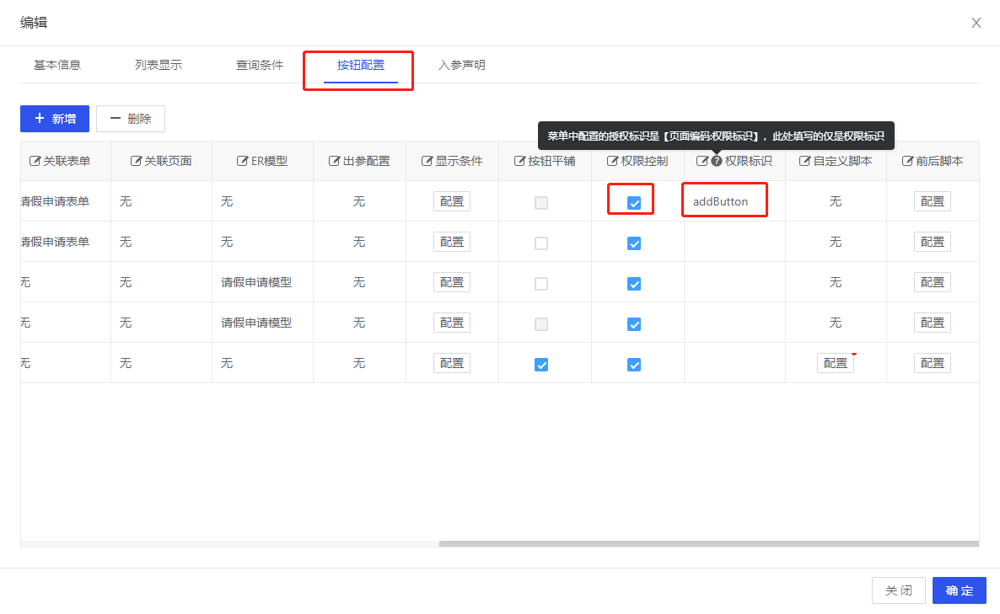 编辑
基本信息 列表显示 查询条件 按钮配置 入参声明
新增 删除
菜单中配置的授权标识是【页面编码:权限标识】，此处填写的仅是权限标识
关联表单 关联页面 ER模型 出参配置 显示条件 按钮平铺 权限控制 权限标识 自定义脚本 前后脚本
请假申请表单 无 无 无 配置 addButton 无 配置
请假申请表单 无 无 无 配置 无 配置
无 无 请假申请模型 无 配置 无 配置
无 无 请假申请模型 无 配置 无 配置
无 无 无 无 配置 配置 配置
关闭 确定